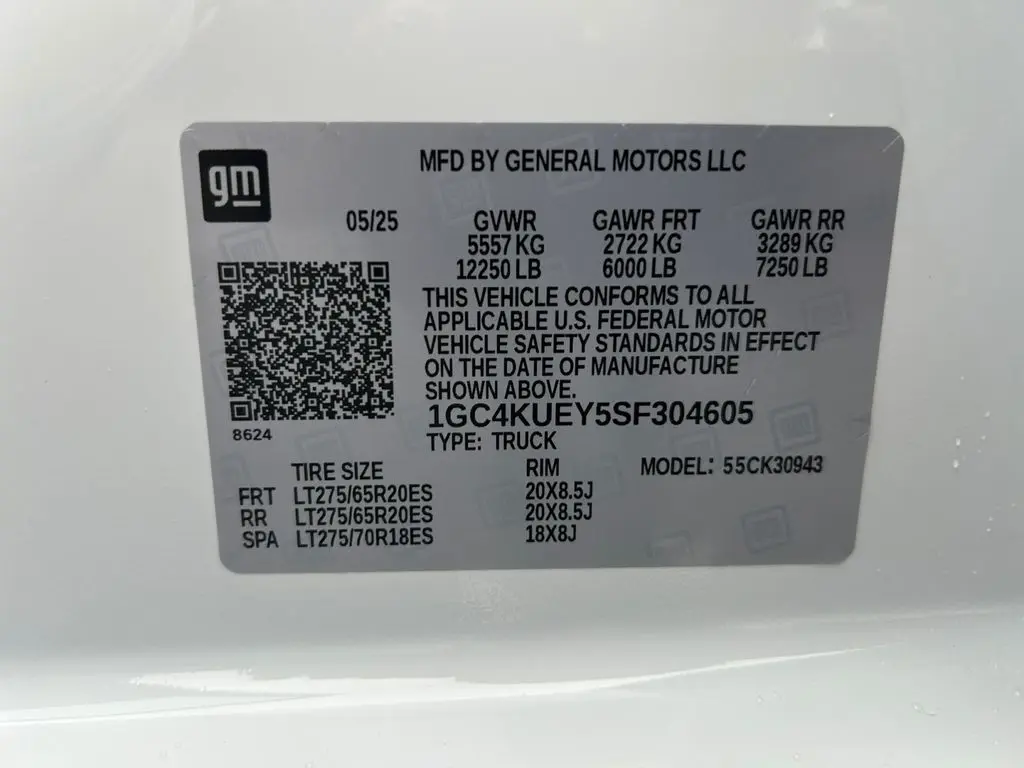 gm
MFD BY GENERAL MOTORS LLC
05/25 GVWR GAWR FRT GAWR RR
5557 KG 2722 KG 3289 KG
12250 LB 6000 LB 7250 LB
THIS VEHICLE CONFORMS TO ALL
APPLICABLE U.S. FEDERAL MOTOR
VEHICLE SAFETY STANDARDS IN EFFECT
ON THE DATE OF MANUFACTURE
SHOWN ABOVE.
1GC4KUEY5SF304605
8624
TYPE: TRUCK
TIRE SIZE RIM MODEL: 55CK30943
FRT LT275/65R20ES 20X8.5J
RR LT275/65R20ES 20X8.5J
SPA LT275/70R18ES 18X8J